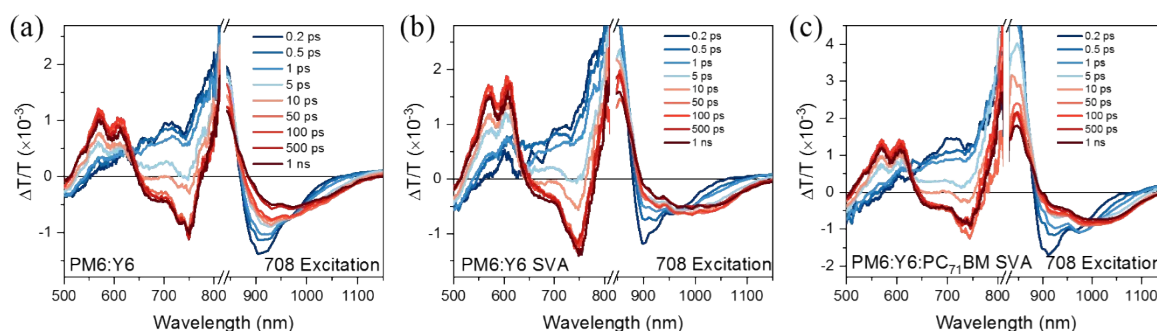 (a)
ΔT/T (×10⁻³)
2
1
0
-1
0.2 ps
0.5 ps
1 ps
5 ps
10 ps
50 ps
100 ps
500 ps
1 ns
PM6:Y6
708 Excitation
500 600 700 800 900 1000 1100
Wavelength (nm)
(b)
ΔT/T (×10⁻³)
2
1
0
-1
0.2 ps
0.5 ps
1 ps
5 ps
10 ps
50 ps
100 ps
500 ps
1 ns
PM6:Y6 SVA
708 Excitation
500 600 700 800 900 1000 1100
Wavelength (nm)
(c)
ΔT/T (×10⁻³)
4
3
2
1
0
-1
-2
0.2 ps
0.5 ps
1 ps
5 ps
10 ps
50 ps
100 ps
500 ps
1 ns
PM6:Y6:PC₇₁BM SVA
708 Excitation
500 600 700 800 900 1000 1100
Wavelength (nm)